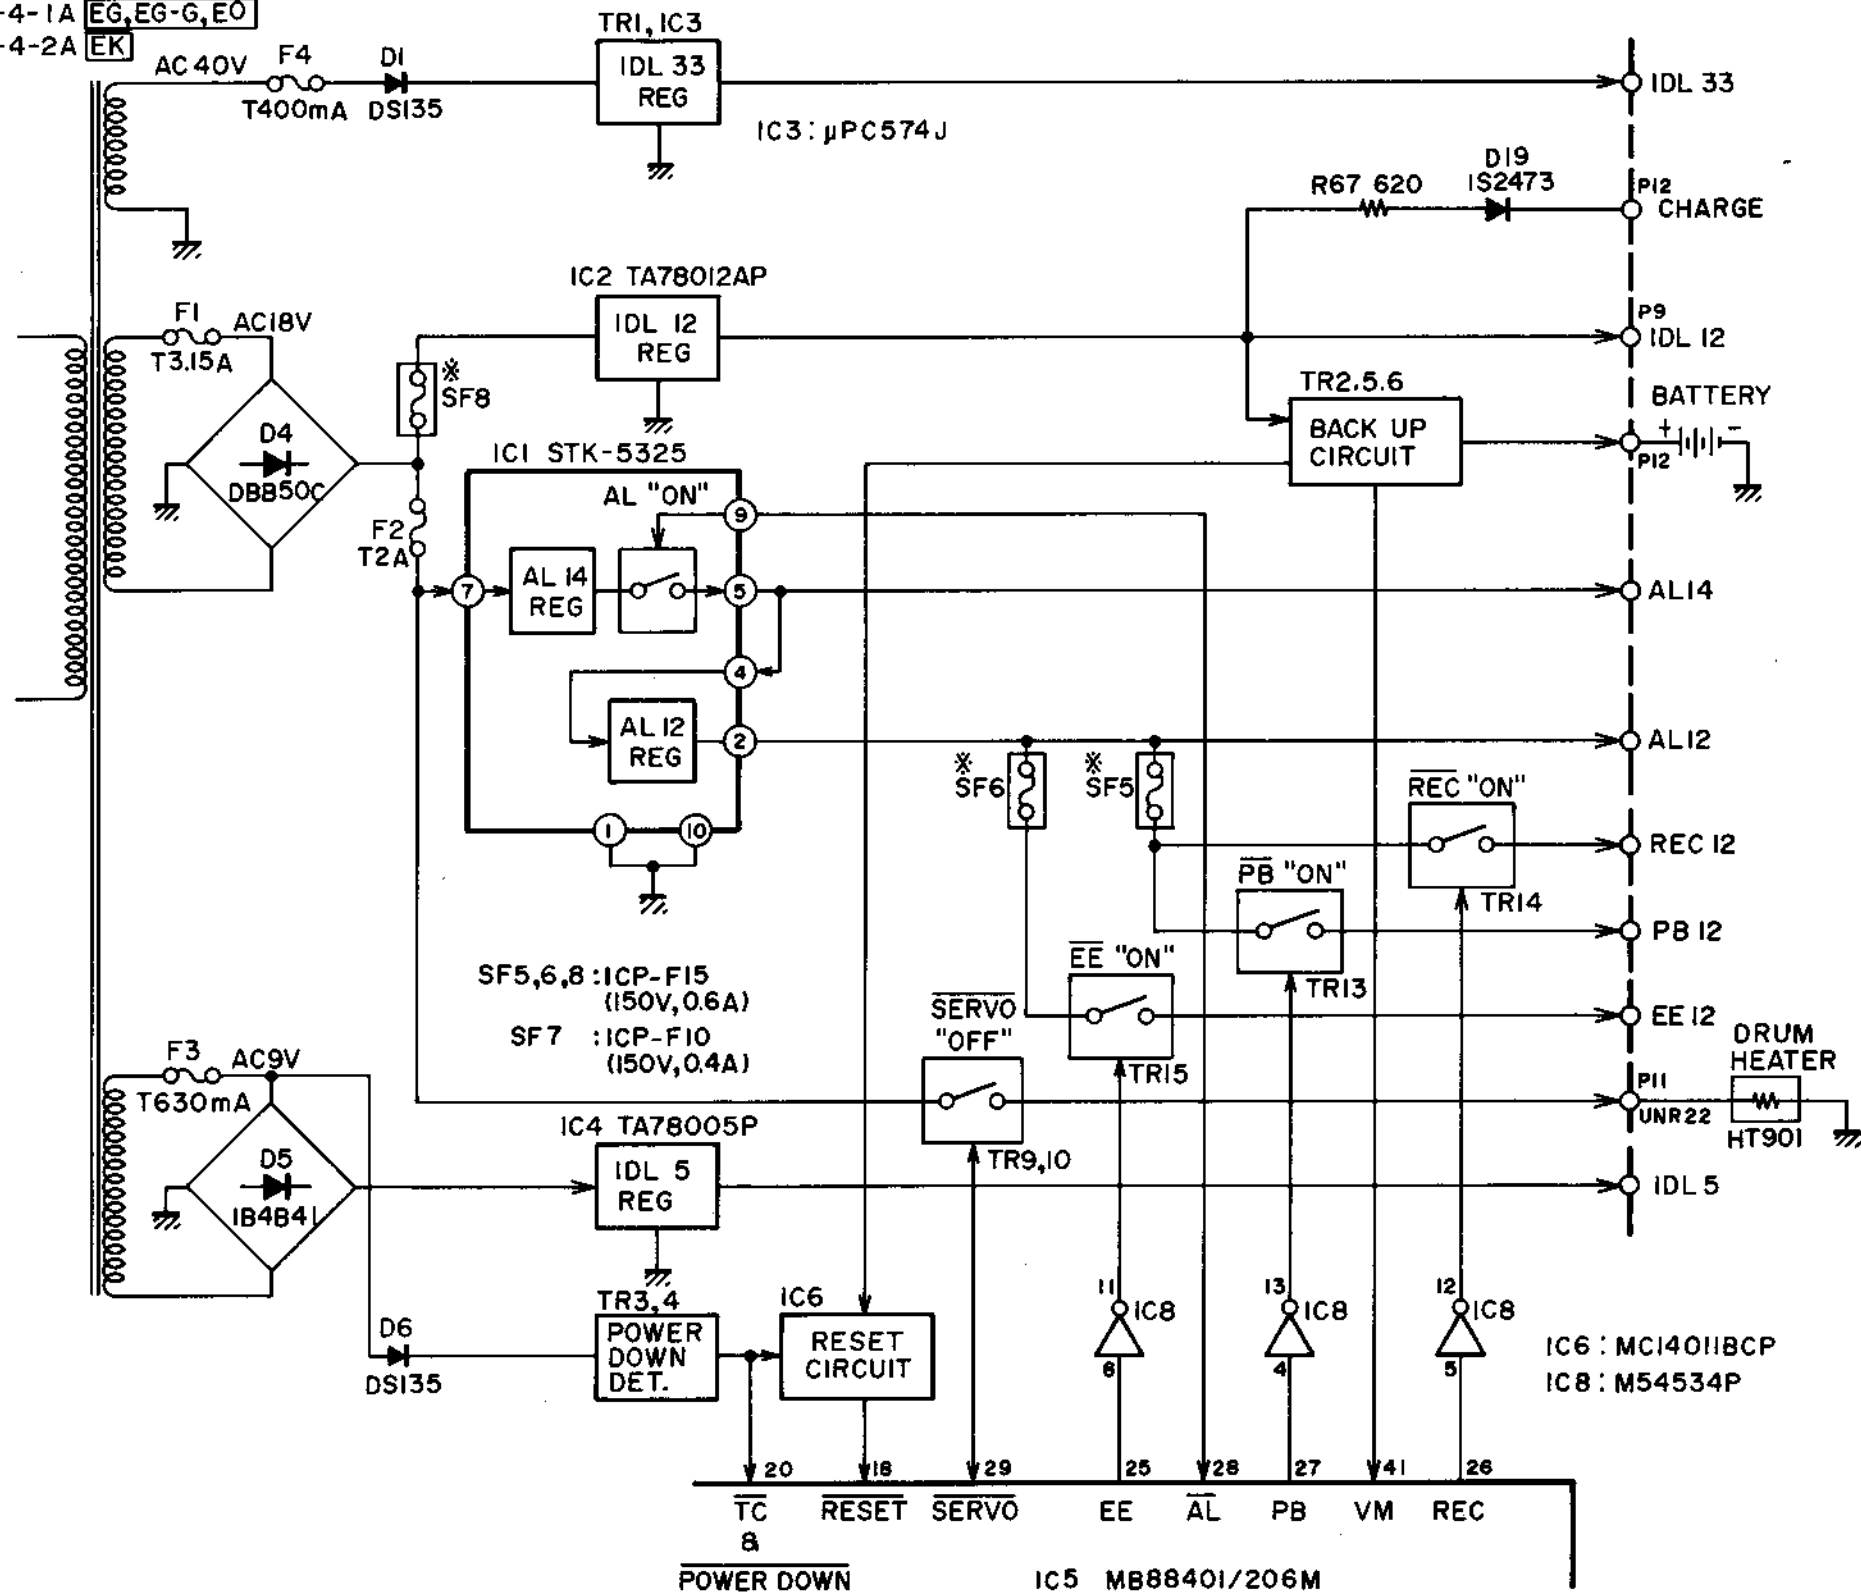 -4-1A EG,EG-G,EO
-4-2A EK
AC 40V
F4
T400mA
D1
DS135
TR1, IC3
IDL 33
REG
IC3 : μPC574J
IDL 33
R67 620
D19
1S2473
P12
CHARGE
F1
T3.15A
AC18V
※
SF8
IC2 TA78012AP
IDL 12
REG
P9
IDL 12
TR2.5.6
BACK UP
CIRCUIT
BATTERY
+
-
P12
D4
DBB50C
F2
T2A
IC1 STK-5325
AL "ON"
9
7
AL 14
REG
5
AL14
4
AL 12
REG
2
AL12
1
10
※
SF6
※
SF5
REC "ON"
TR14
REC 12
PB "ON"
TR13
PB 12
EE "ON"
TR15
EE 12
SF5,6,8 : ICP-F15
(150V,0.6A)
SF7 : ICP-F10
(150V,0.4A)
SERVO
"OFF"
TR9,10
P11
UNR22
DRUM
HEATER
HT901
F3
T630mA
AC9V
D5
1B4B41
IC4 TA78005P
IDL 5
REG
IDL 5
D6
DS135
TR3,4
POWER
DOWN
DET.
IC6
RESET
CIRCUIT
11
IC8
6
13
IC8
4
12
IC8
5
IC6 : MC14011BCP
IC8 : M54534P
20
18
29
25
28
27
41
26
TC
&
POWER DOWN
RESET
SERVO
EE
AL
PB
VM
REC
IC5 MB88401/206M